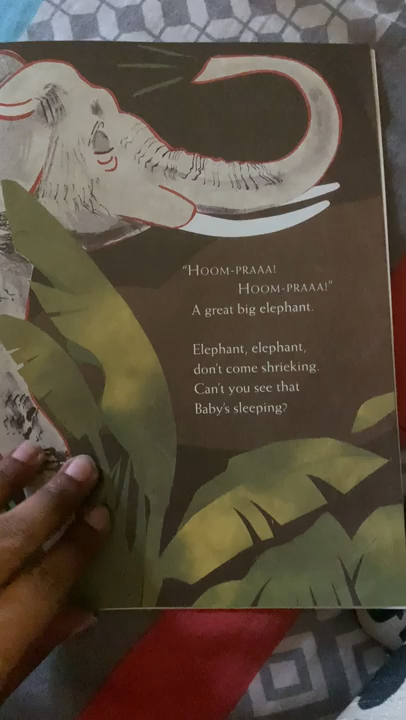 “HOOM-PRAAA!
HOOM-PRAAA!”
A great big elephant.
Elephant, elephant,
don't come shrieking.
Can't you see that
Baby's sleeping?